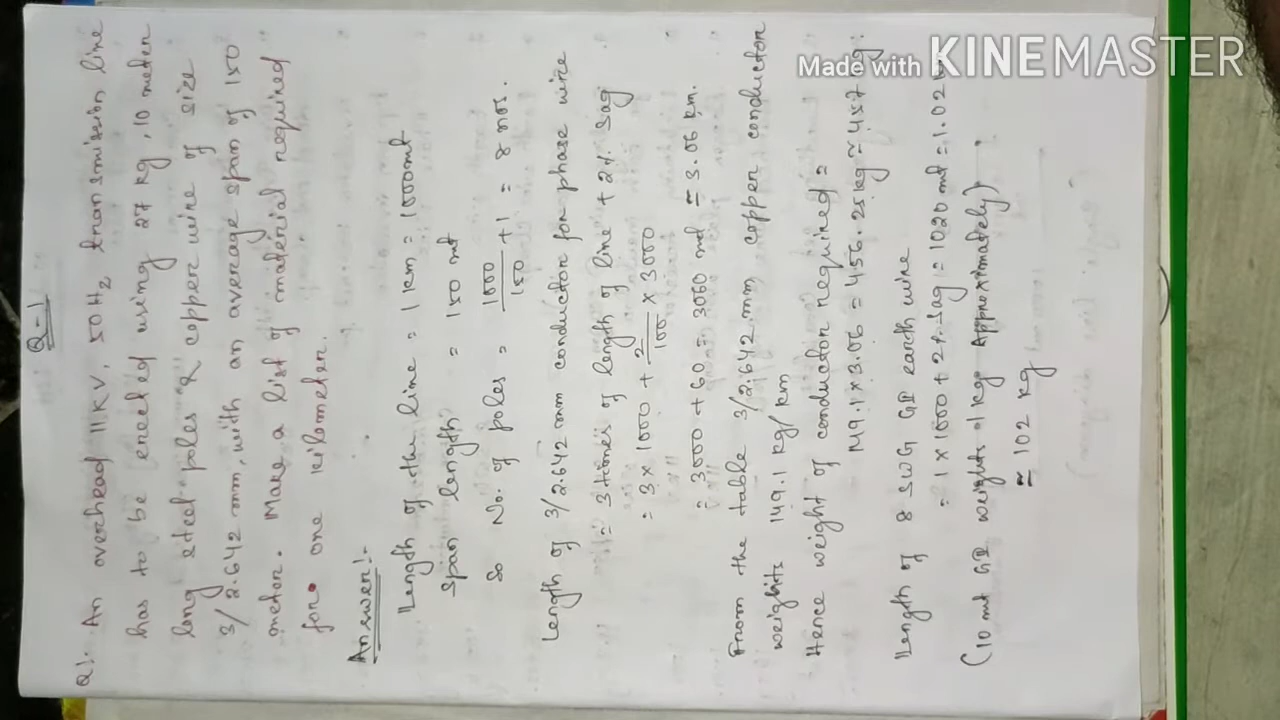 Q-1
Q1. An overhead 11KV, 50Hz transmission line
has to be erected using 27 kg, 10 meter
long steel poles & copper wire of size
3/2.642 mm, with an average span of 150
meter. Make a list of material required
for one kilometer.
Answer:-
Length of the line = 1 km = 1000mt
Span length = 150 mt
So No. of poles = 1000/150 + 1 = 8 nos.
Length of 3/2.642 mm conductor for phase wire
= 3 times of length of line + 2% sag
= 3 x 1000 + 2/100 x 3000
= 3000 + 60 = 3060 mt = 3.06 km.
From the table 3/2.642 mm copper conductor
weights 149.1 kg/km
Hence weight of conductor required =
149.1 x 3.06 = 456.25 kg ≃ 457 kg.
Length of 8 SWG GI earth wire
= 1 x 1000 + 2% sag = 1020 mt = 1.02
(10 mt GI weights 1 kg Approximately)
≃ 102 kg
Made with KINEMASTER